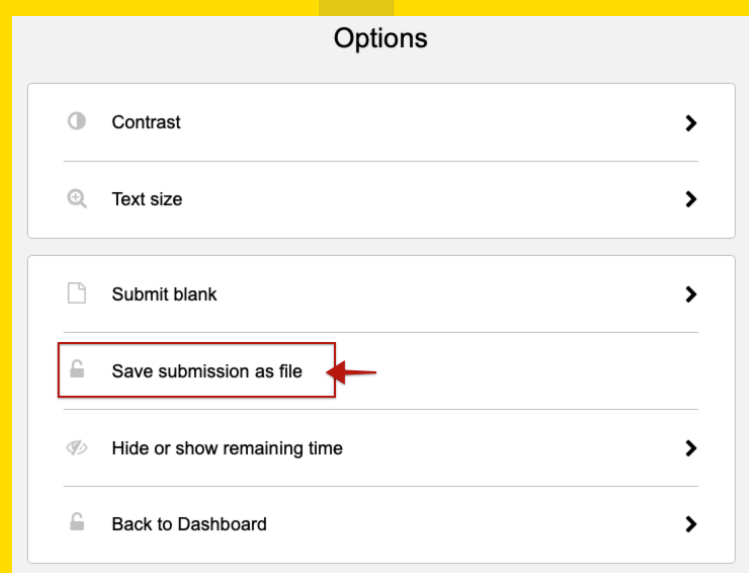 Options
Contrast
Text size
Submit blank
Save submission as file
Hide or show remaining time
Back to Dashboard